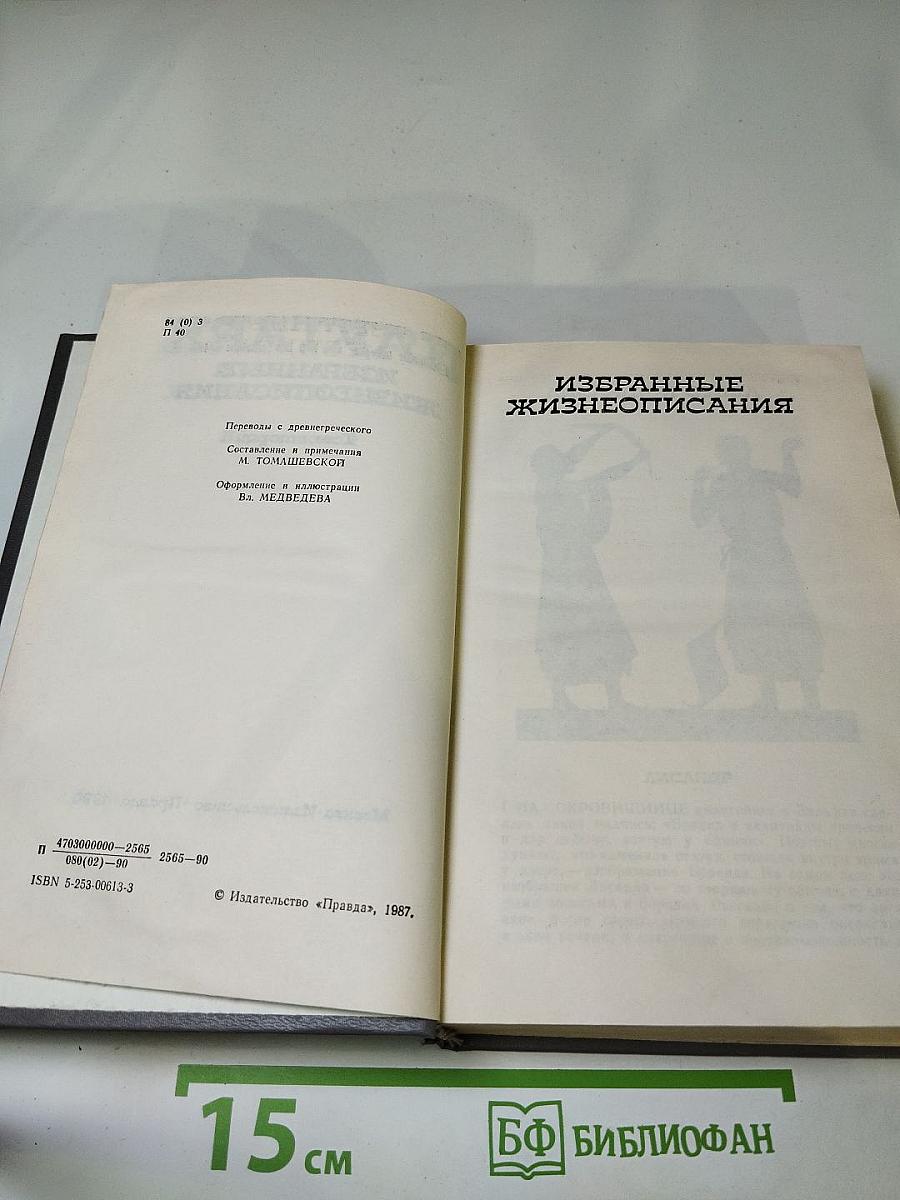 84 (0) 3
П 40
Переводы с древнегреческого
Составление и примечания
М. ТОМАШЕВСКОЙ
Оформление и иллюстрации
Вл. МЕДВЕДЕВА
П 4703000000—2565
080(02)—90
2565—90
ISBN 5-253-00613-3
© Издательство «Правда», 1987.
ИЗБРАННЫЕ
ЖИЗНЕОПИСАНИЯ
15 см
БФ БИБЛИОФАН